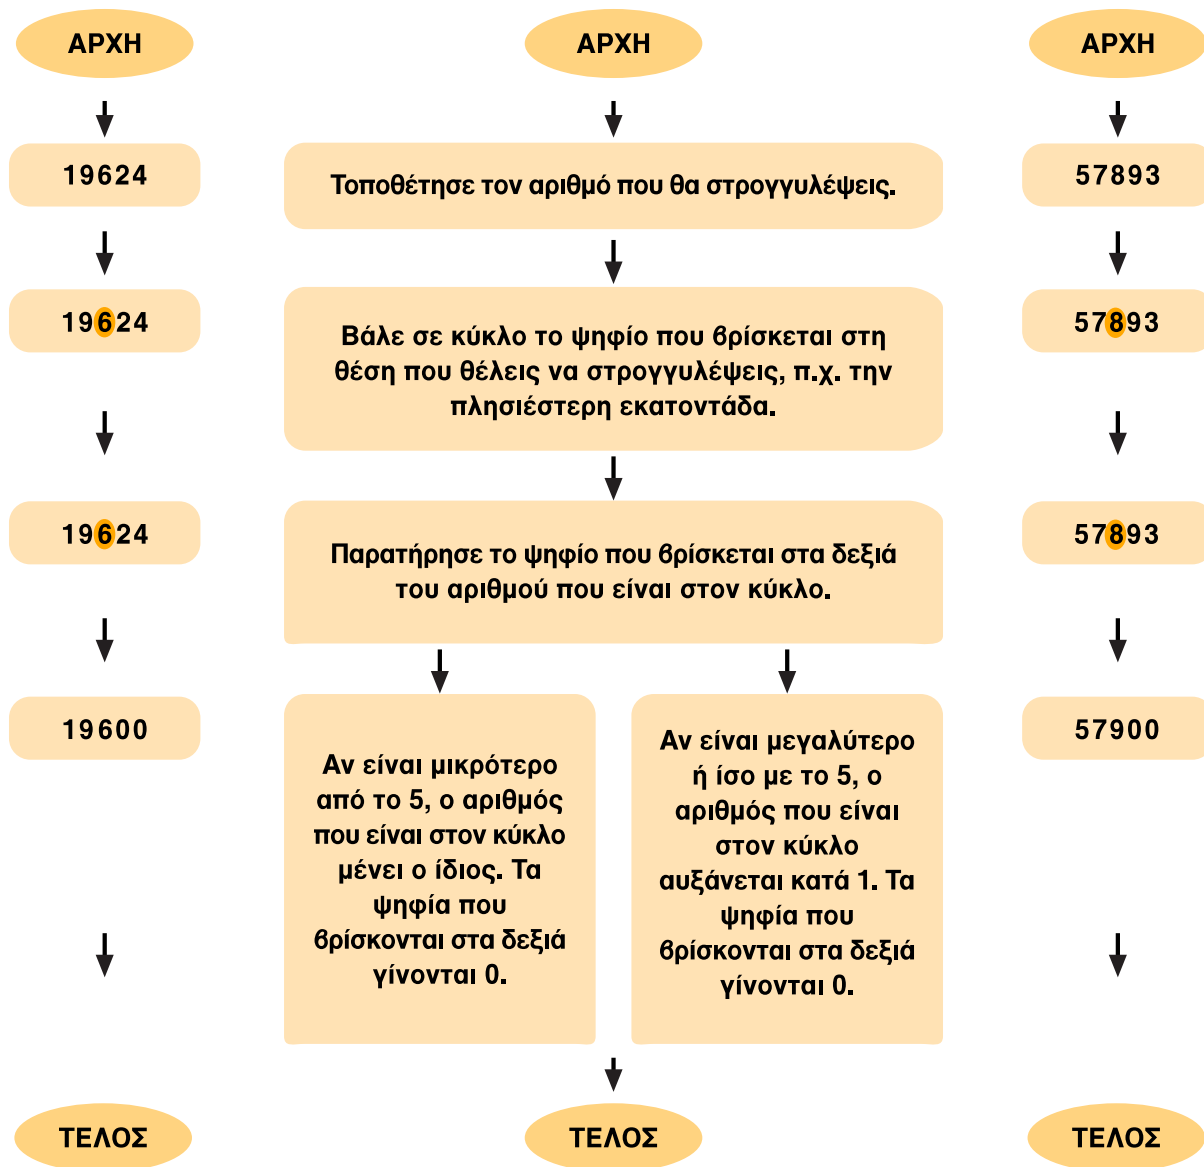 ΑΡΧΗ
19624
19624
19624
19600
ΤΕΛΟΣ
ΑΡΧΗ
Τοποθέτησε τον αριθμό που θα στρογγυλέψεις.
Βάλε σε κύκλο το ψηφίο που βρίσκεται στη
θέση που θέλεις να στρογγυλέψεις, π.χ. την
πλησιέστερη εκατοντάδα.
Παρατήρησε το ψηφίο που βρίσκεται στα δεξιά
του αριθμού που είναι στον κύκλο.
Αν είναι μικρότερο
από το 5, ο αριθμός
που είναι στον κύκλο
μένει ο ίδιος. Τα
ψηφία που
βρίσκονται στα δεξιά
γίνονται 0.
Αν είναι μεγαλύτερο
ή ίσο με το 5, ο
αριθμός που είναι
στον κύκλο
αυξάνεται κατά 1. Τα
ψηφία που
βρίσκονται στα δεξιά
γίνονται 0.
ΤΕΛΟΣ
ΑΡΧΗ
57893
57893
57893
57900
ΤΕΛΟΣ